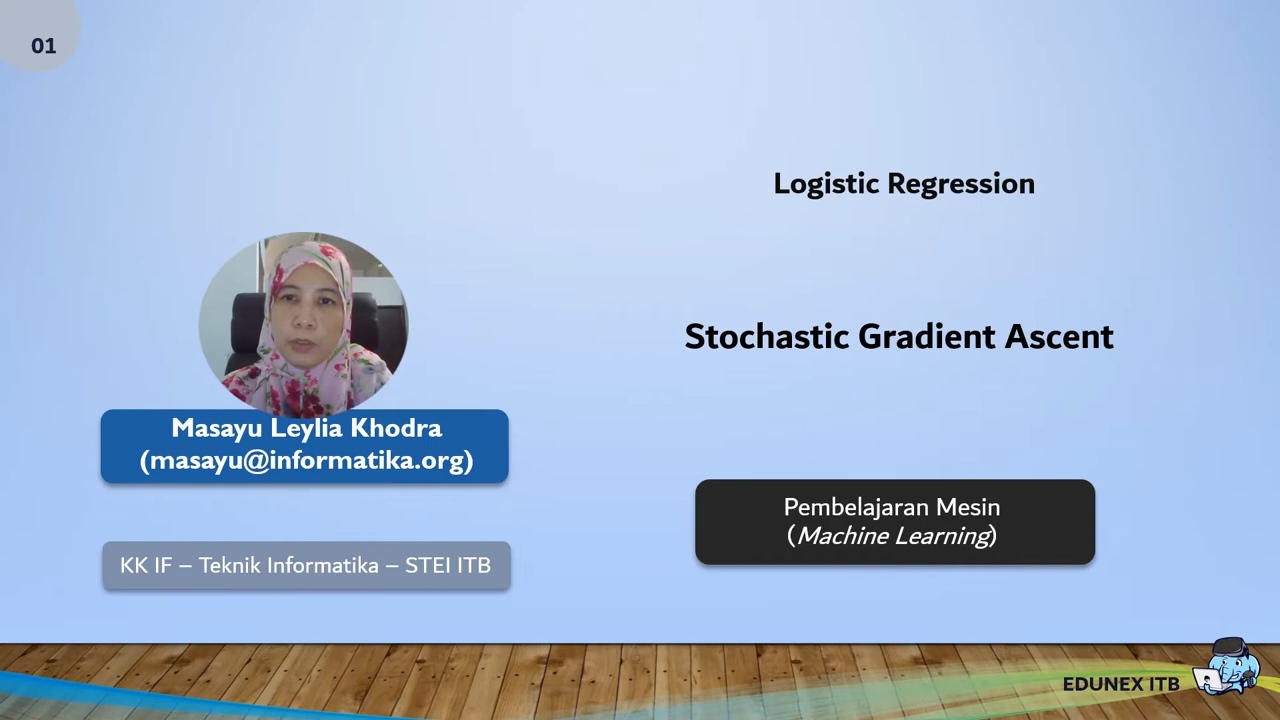 01
Logistic Regression
Stochastic Gradient Ascent
Masayu Leylia Khodra
(masayu@informatika.org)
Pembelajaran Mesin
(Machine Learning)
KK IF – Teknik Informatika – STEI ITB
EDUNEX ITB